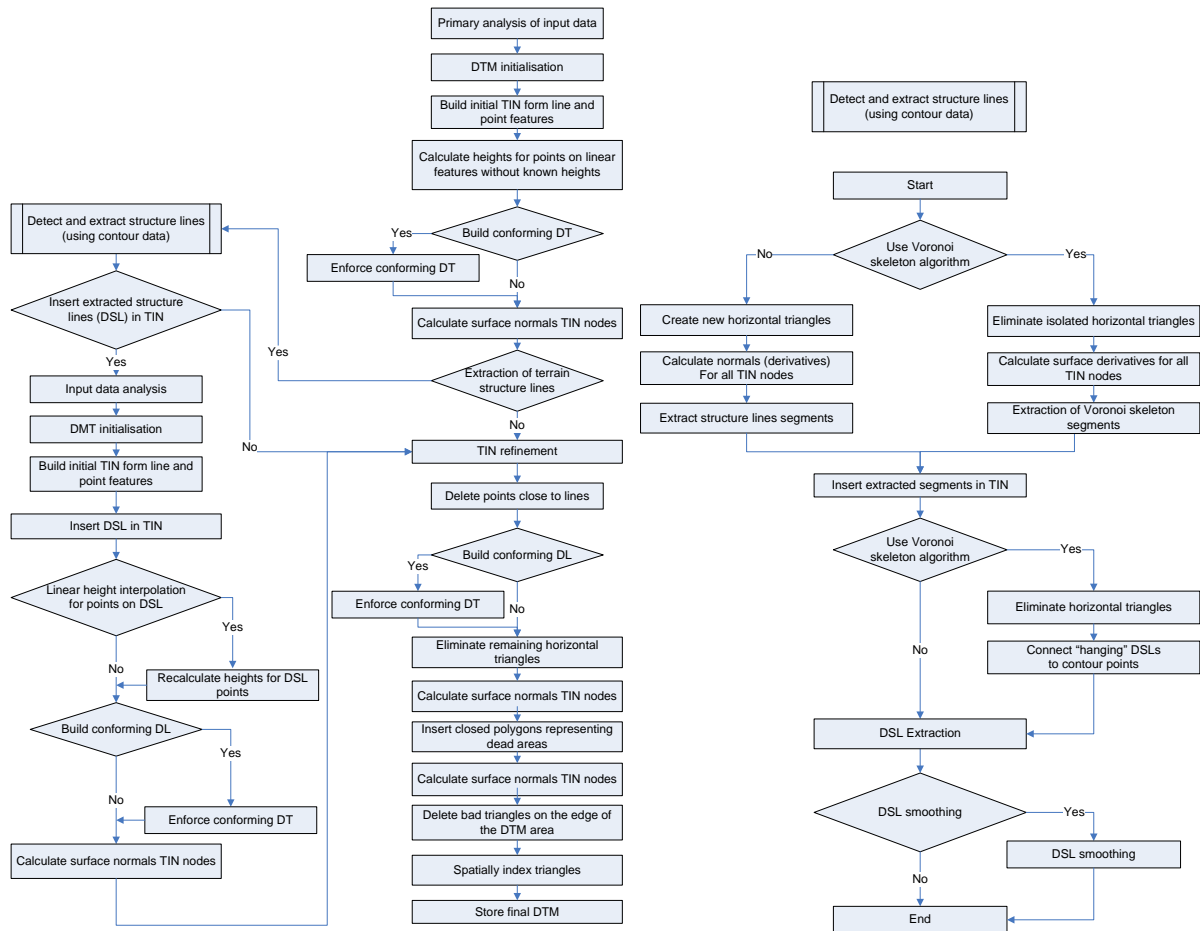 Primary analysis of input data
DTM initialisation
Build initial TIN form line and
point features
Calculate heights for points on linear
features without known heights
Build conforming DT
Yes
Enforce conforming DT
No
Calculate surface normals TIN nodes
Extraction of terrain
structure lines
Yes
No
TIN refinement
Delete points close to lines
Build conforming DL
Yes
Enforce conforming DT
No
Eliminate remaining horizontal
triangles
Calculate surface normals TIN nodes
Insert closed polygons representing
dead areas
Calculate surface normals TIN nodes
Delete bad triangles on the edge of
the DTM area
Spatially index triangles
Store final DTM
Detect and extract structure lines
(using contour data)
Insert extracted structure
lines (DSL) in TIN
Yes
No
Input data analysis
DMT initialisation
Build initial TIN form line and
point features
Insert DSL in TIN
Linear height interpolation
for points on DSL
Yes
No
Recalculate heights for DSL
points
Build conforming DL
Yes
No
Enforce conforming DT
Calculate surface normals TIN nodes
Detect and extract structure lines
(using contour data)
Start
Use Voronoi
skeleton algorithm
No
Yes
Create new horizontal triangles
Calculate normals (derivatives)
For all TIN nodes
Extract structure lines segments
Eliminate isolated horizontal triangles
Calculate surface derivatives for all
TIN nodes
Extraction of Voronoi skeleton
segments
Insert extracted segments in TIN
Use Voronoi
skeleton algorithm
Yes
No
Eliminate horizontal triangles
Connect “hanging” DSLs
to contour points
DSL Extraction
DSL smoothing
Yes
DSL smoothing
No
End